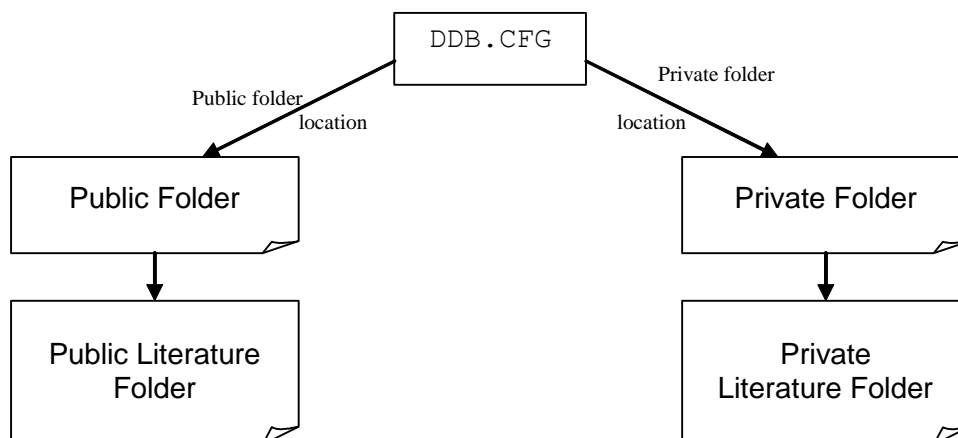 DDB.CFG
Public folder
location
Private folder
location
Public Folder
Private Folder
Public Literature
Folder
Private
Literature Folder